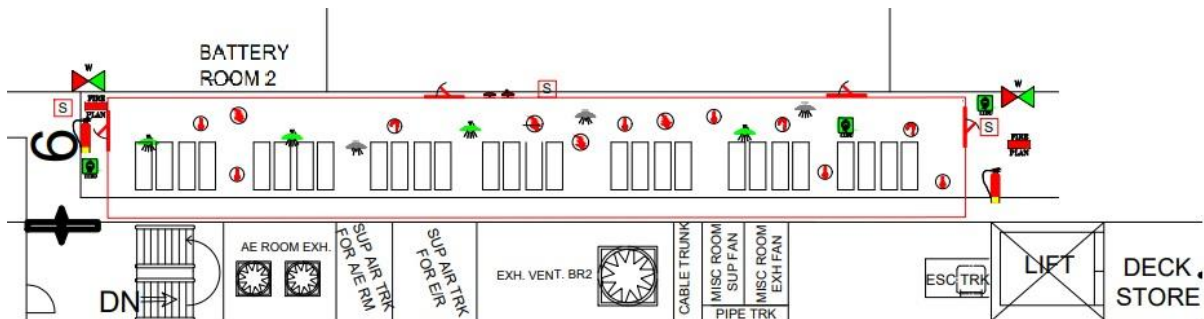 BATTERY
ROOM 2
W
S
FIRE
PLAN
6
S
W
S
FIRE
PLAN
AE ROOM EXH.
SUP AIR TRK
FOR A/E RM
SUP AIR TRK
FOR E/R
EXH. VENT. BR2
CABLE TRUNK
MISC ROOM
SUP FAN
MISC ROOM
EXH FAN
PIPE TRK
ESC TRK
LIFT
DECK
STORE
DN